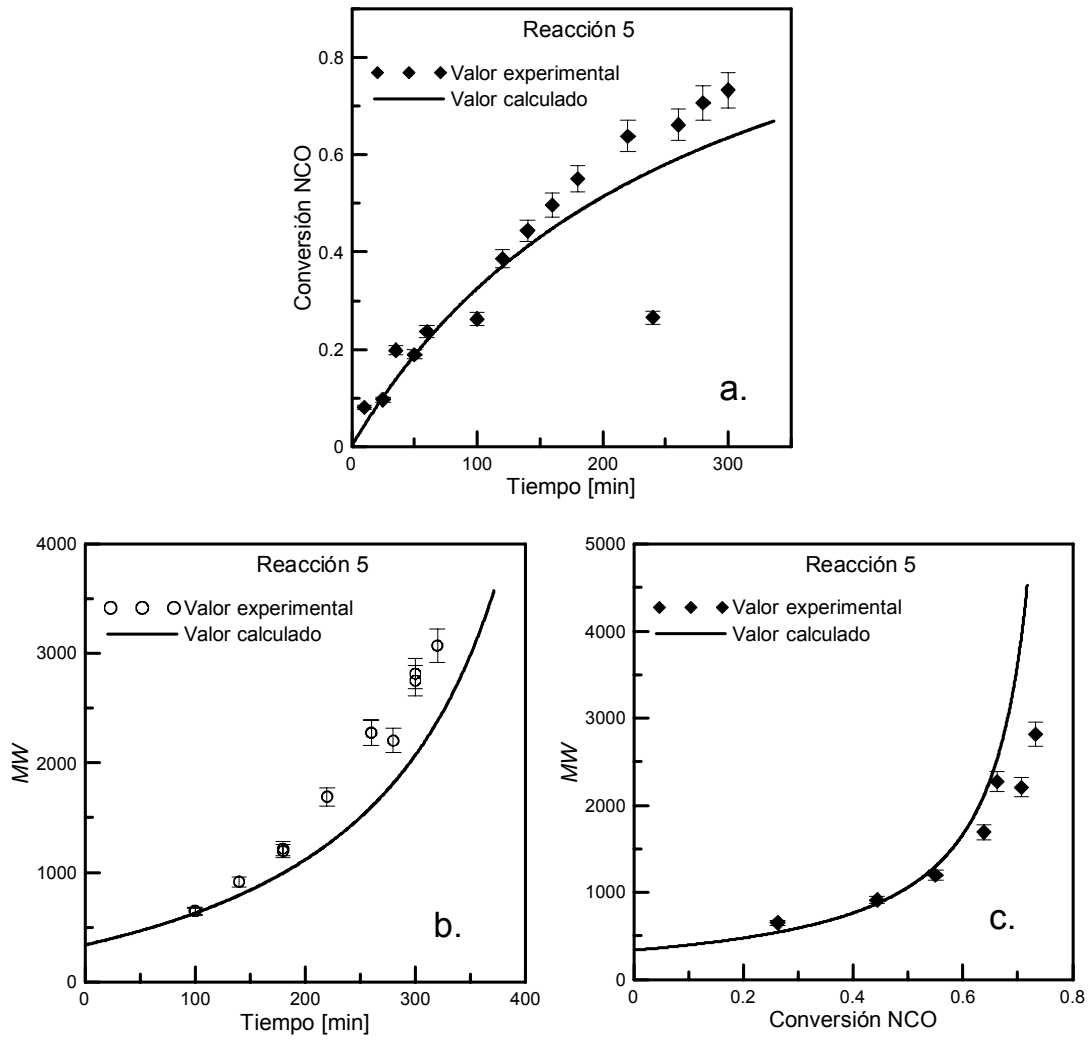 Reacción 5
Valor experimental
Valor calculado
0.8
0.6
0.4
0.2
0
Conversión NCO
a.
0 100 200 300
Tiempo [min]
Reacción 5
Valor experimental
Valor calculado
4000
3000
2000
1000
0
MW
b.
0 100 200 300 400
Tiempo [min]
Reacción 5
Valor experimental
Valor calculado
5000
4000
3000
2000
1000
0
MW
c.
0 0.2 0.4 0.6 0.8
Conversión NCO